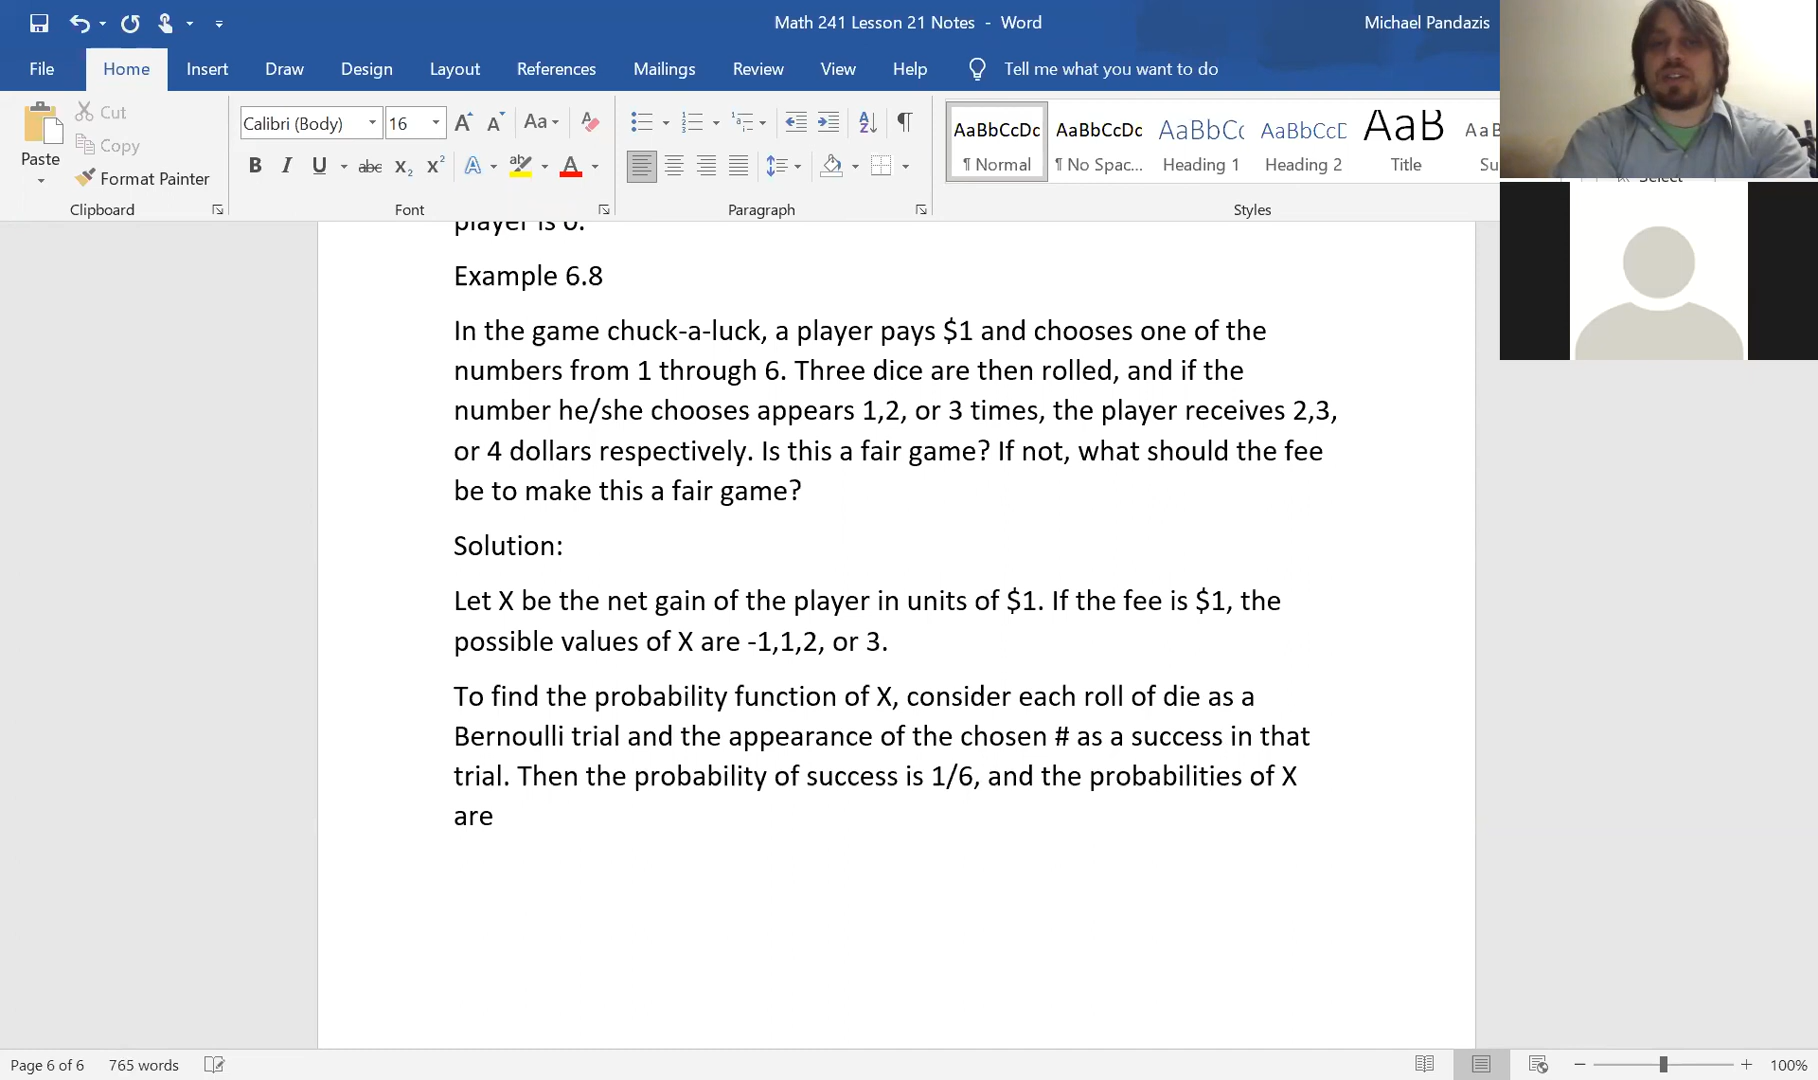 Math 241 Lesson 21 Notes - Word
Michael Pandazis
File Home Insert Draw Design Layout References Mailings Review View Help Tell me what you want to do
Paste
Cut
Copy
Format Painter
Clipboard
Calibri (Body) 16
Font
Paragraph
AaBbCcDc AaBbCcDc AaBbCc AaBbCcD AaB AaB
¶ Normal ¶ No Spac... Heading 1 Heading 2 Title Su
Styles
Select
player is 0.
Example 6.8
In the game chuck-a-luck, a player pays $1 and chooses one of the
numbers from 1 through 6. Three dice are then rolled, and if the
number he/she chooses appears 1,2, or 3 times, the player receives 2,3,
or 4 dollars respectively. Is this a fair game? If not, what should the fee
be to make this a fair game?
Solution:
Let X be the net gain of the player in units of $1. If the fee is $1, the
possible values of X are -1,1,2, or 3.
To find the probability function of X, consider each roll of die as a
Bernoulli trial and the appearance of the chosen # as a success in that
trial. Then the probability of success is 1/6, and the probabilities of X
are
Page 6 of 6 765 words
100%